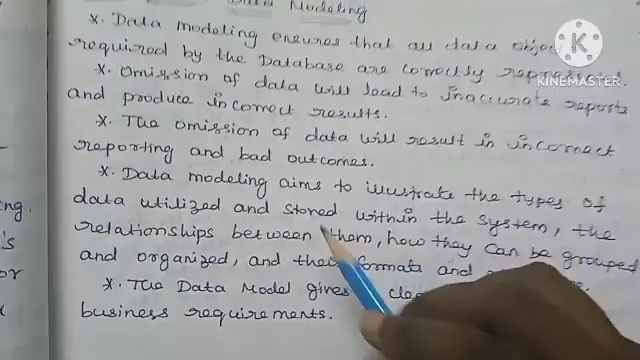 Data Modeling
*. Data modeling ensures that all data
required by the Database are correctly
KINEMASTER
*. Omission of data will lead to inaccurate reports
and produce incorrect results.
*. The omission of data will result in incorrect
reporting and bad outcomes.
*. Data modeling aims to illustrate the types of
data utilized and stored within the system, the
relationships between them, how they can be grouped
and organized, and their formats and
*. The Data Model gives
business requirements.